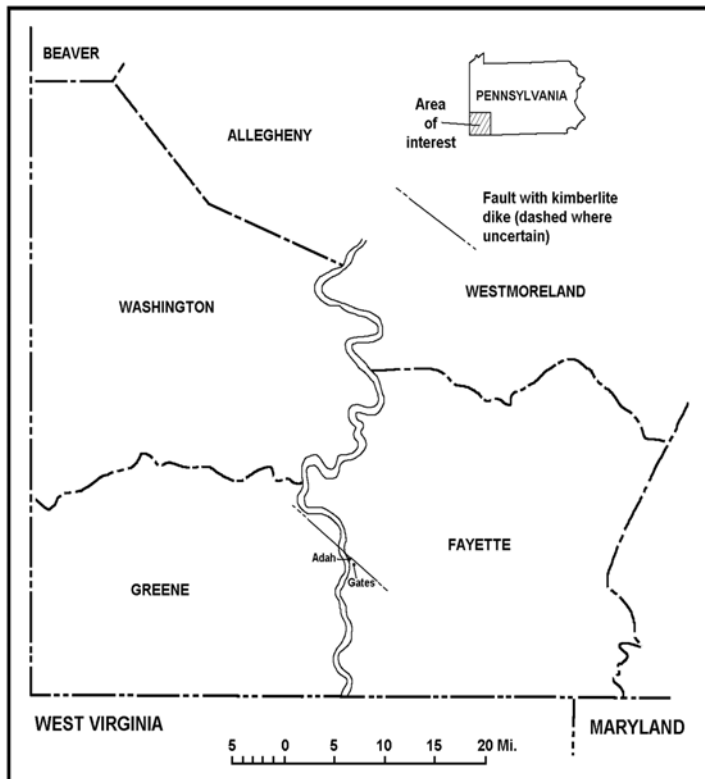 BEAVER
PENNSYLVANIA
Area
of
interest
ALLEGHENY
Fault with kimberlite
dike (dashed where
uncertain)
WASHINGTON
WESTMORELAND
Adah
Gates
FAYETTE
GREENE
WEST VIRGINIA
MARYLAND
5 0 5 10 15 20 Mi.